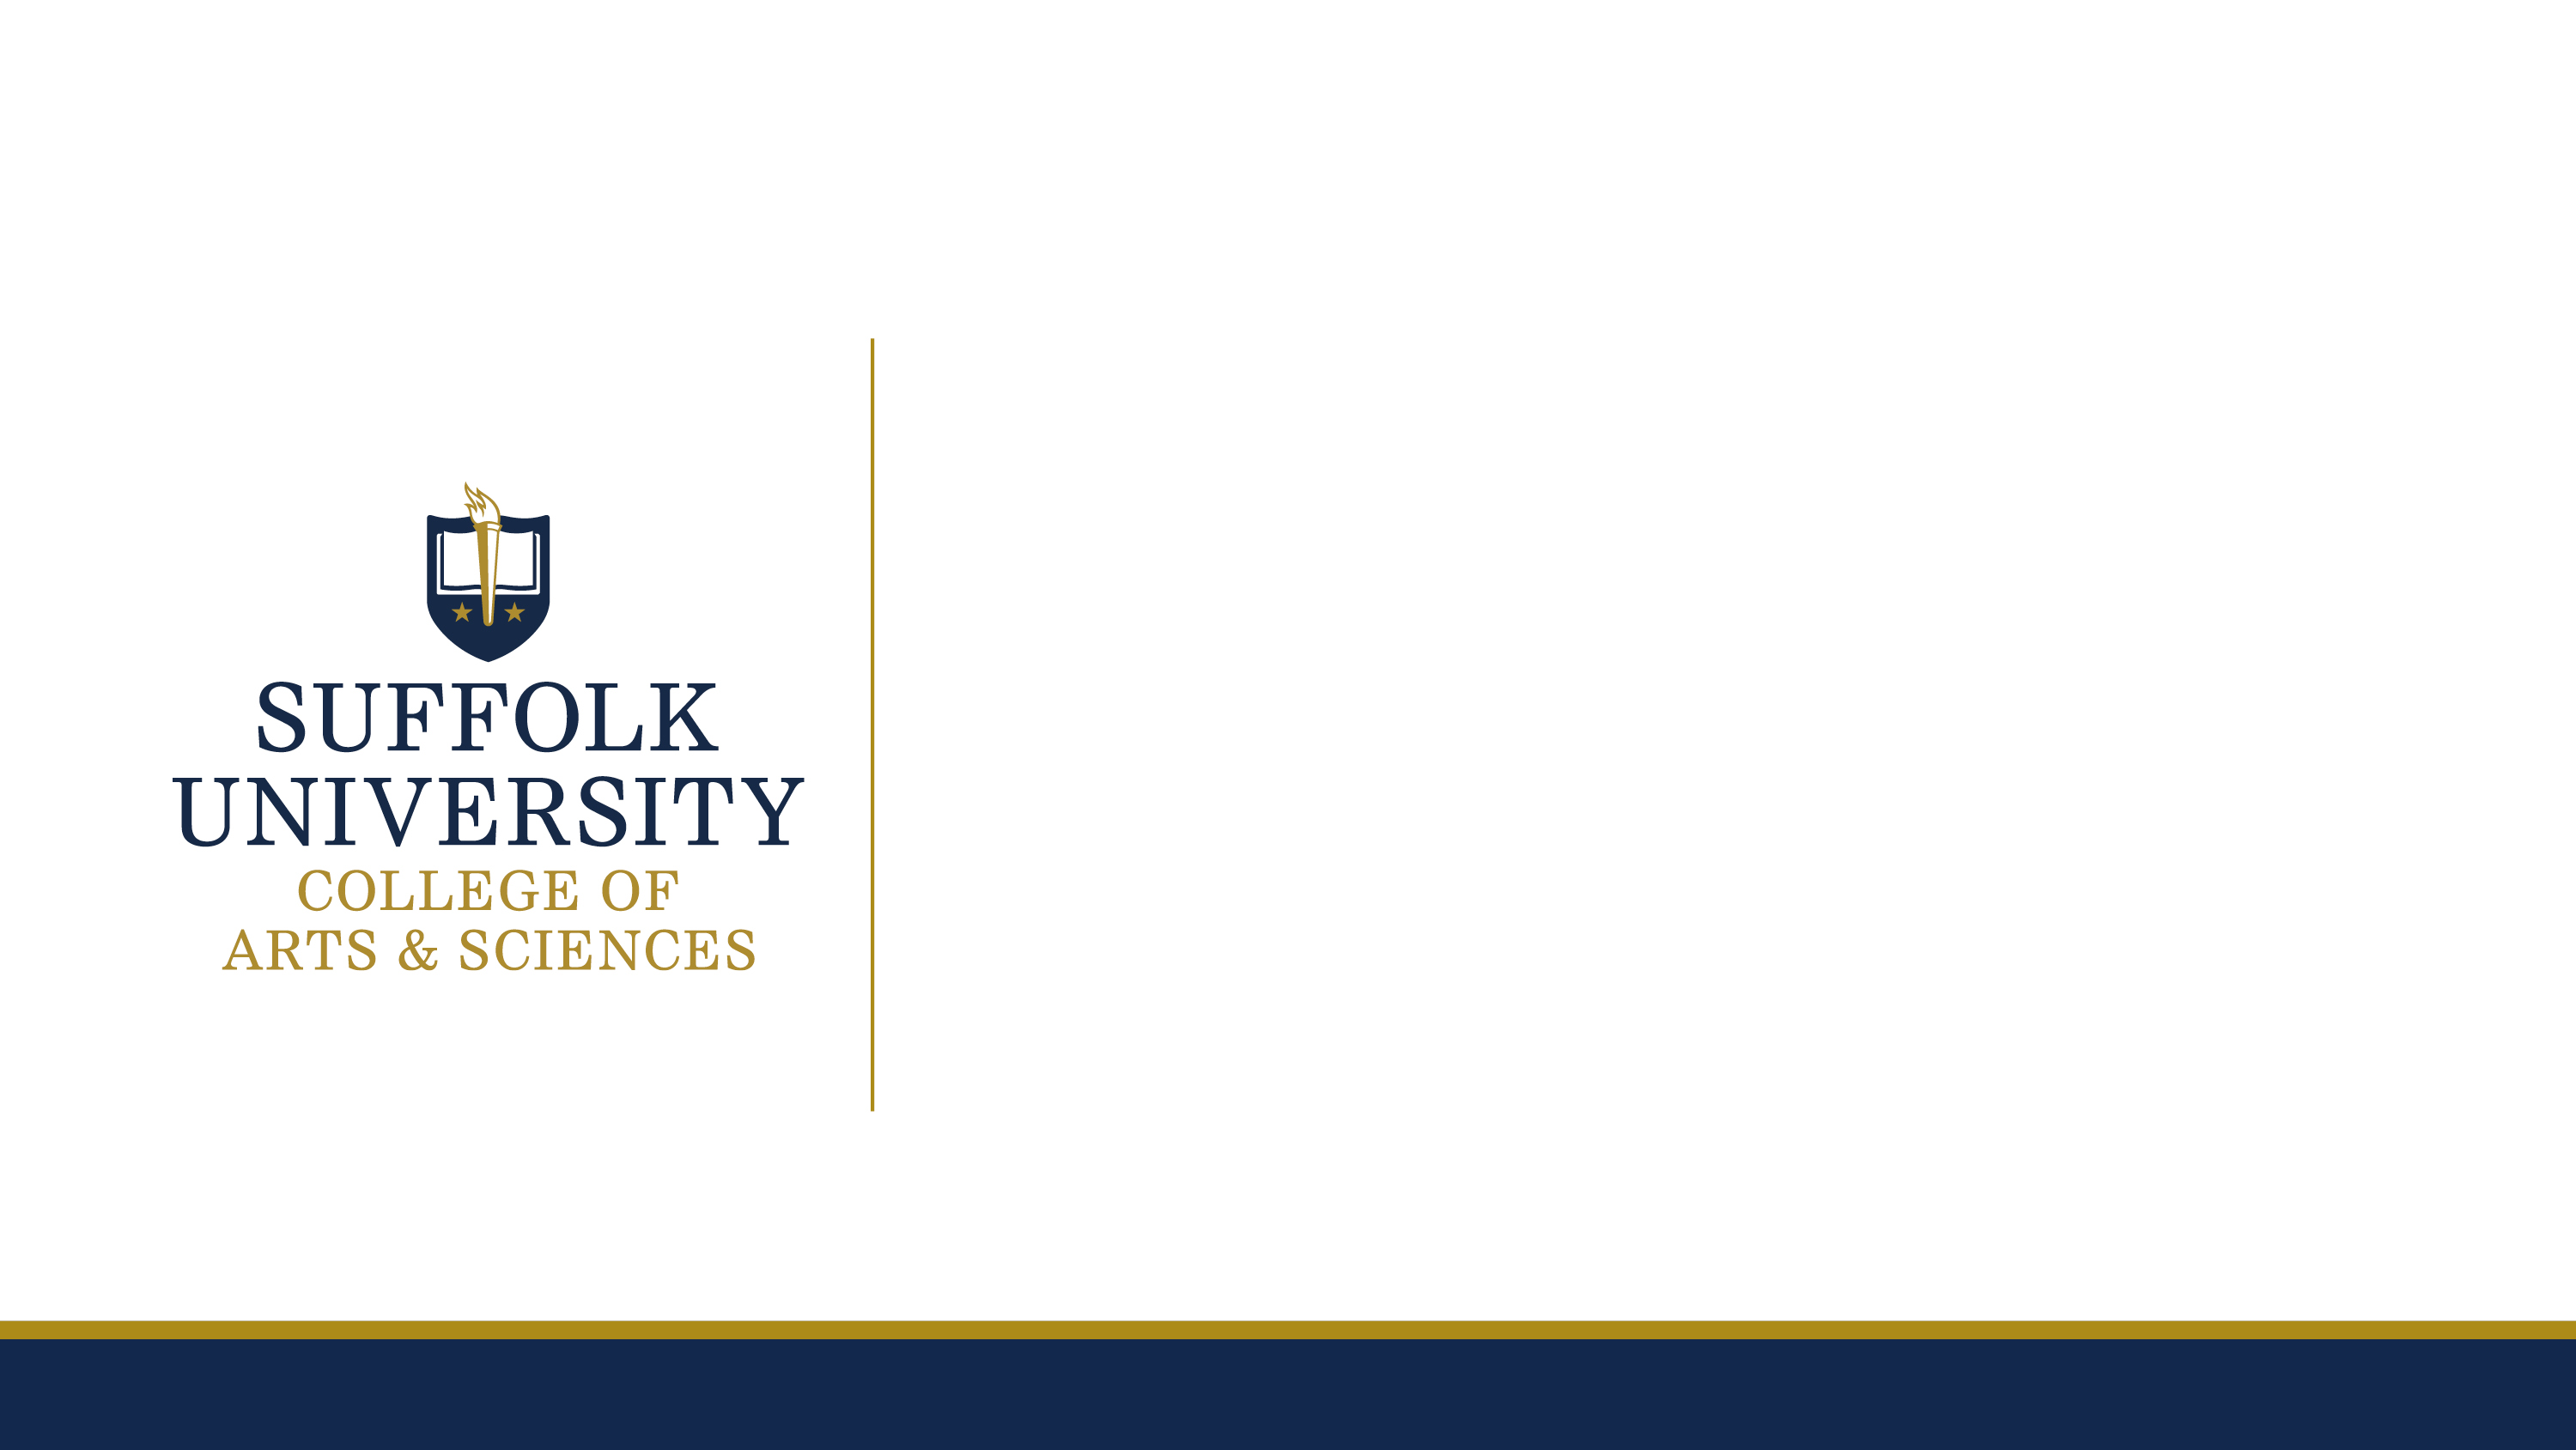 SUFFOLK
UNIVERSITY
COLLEGE OF
ARTS & SCIENCES